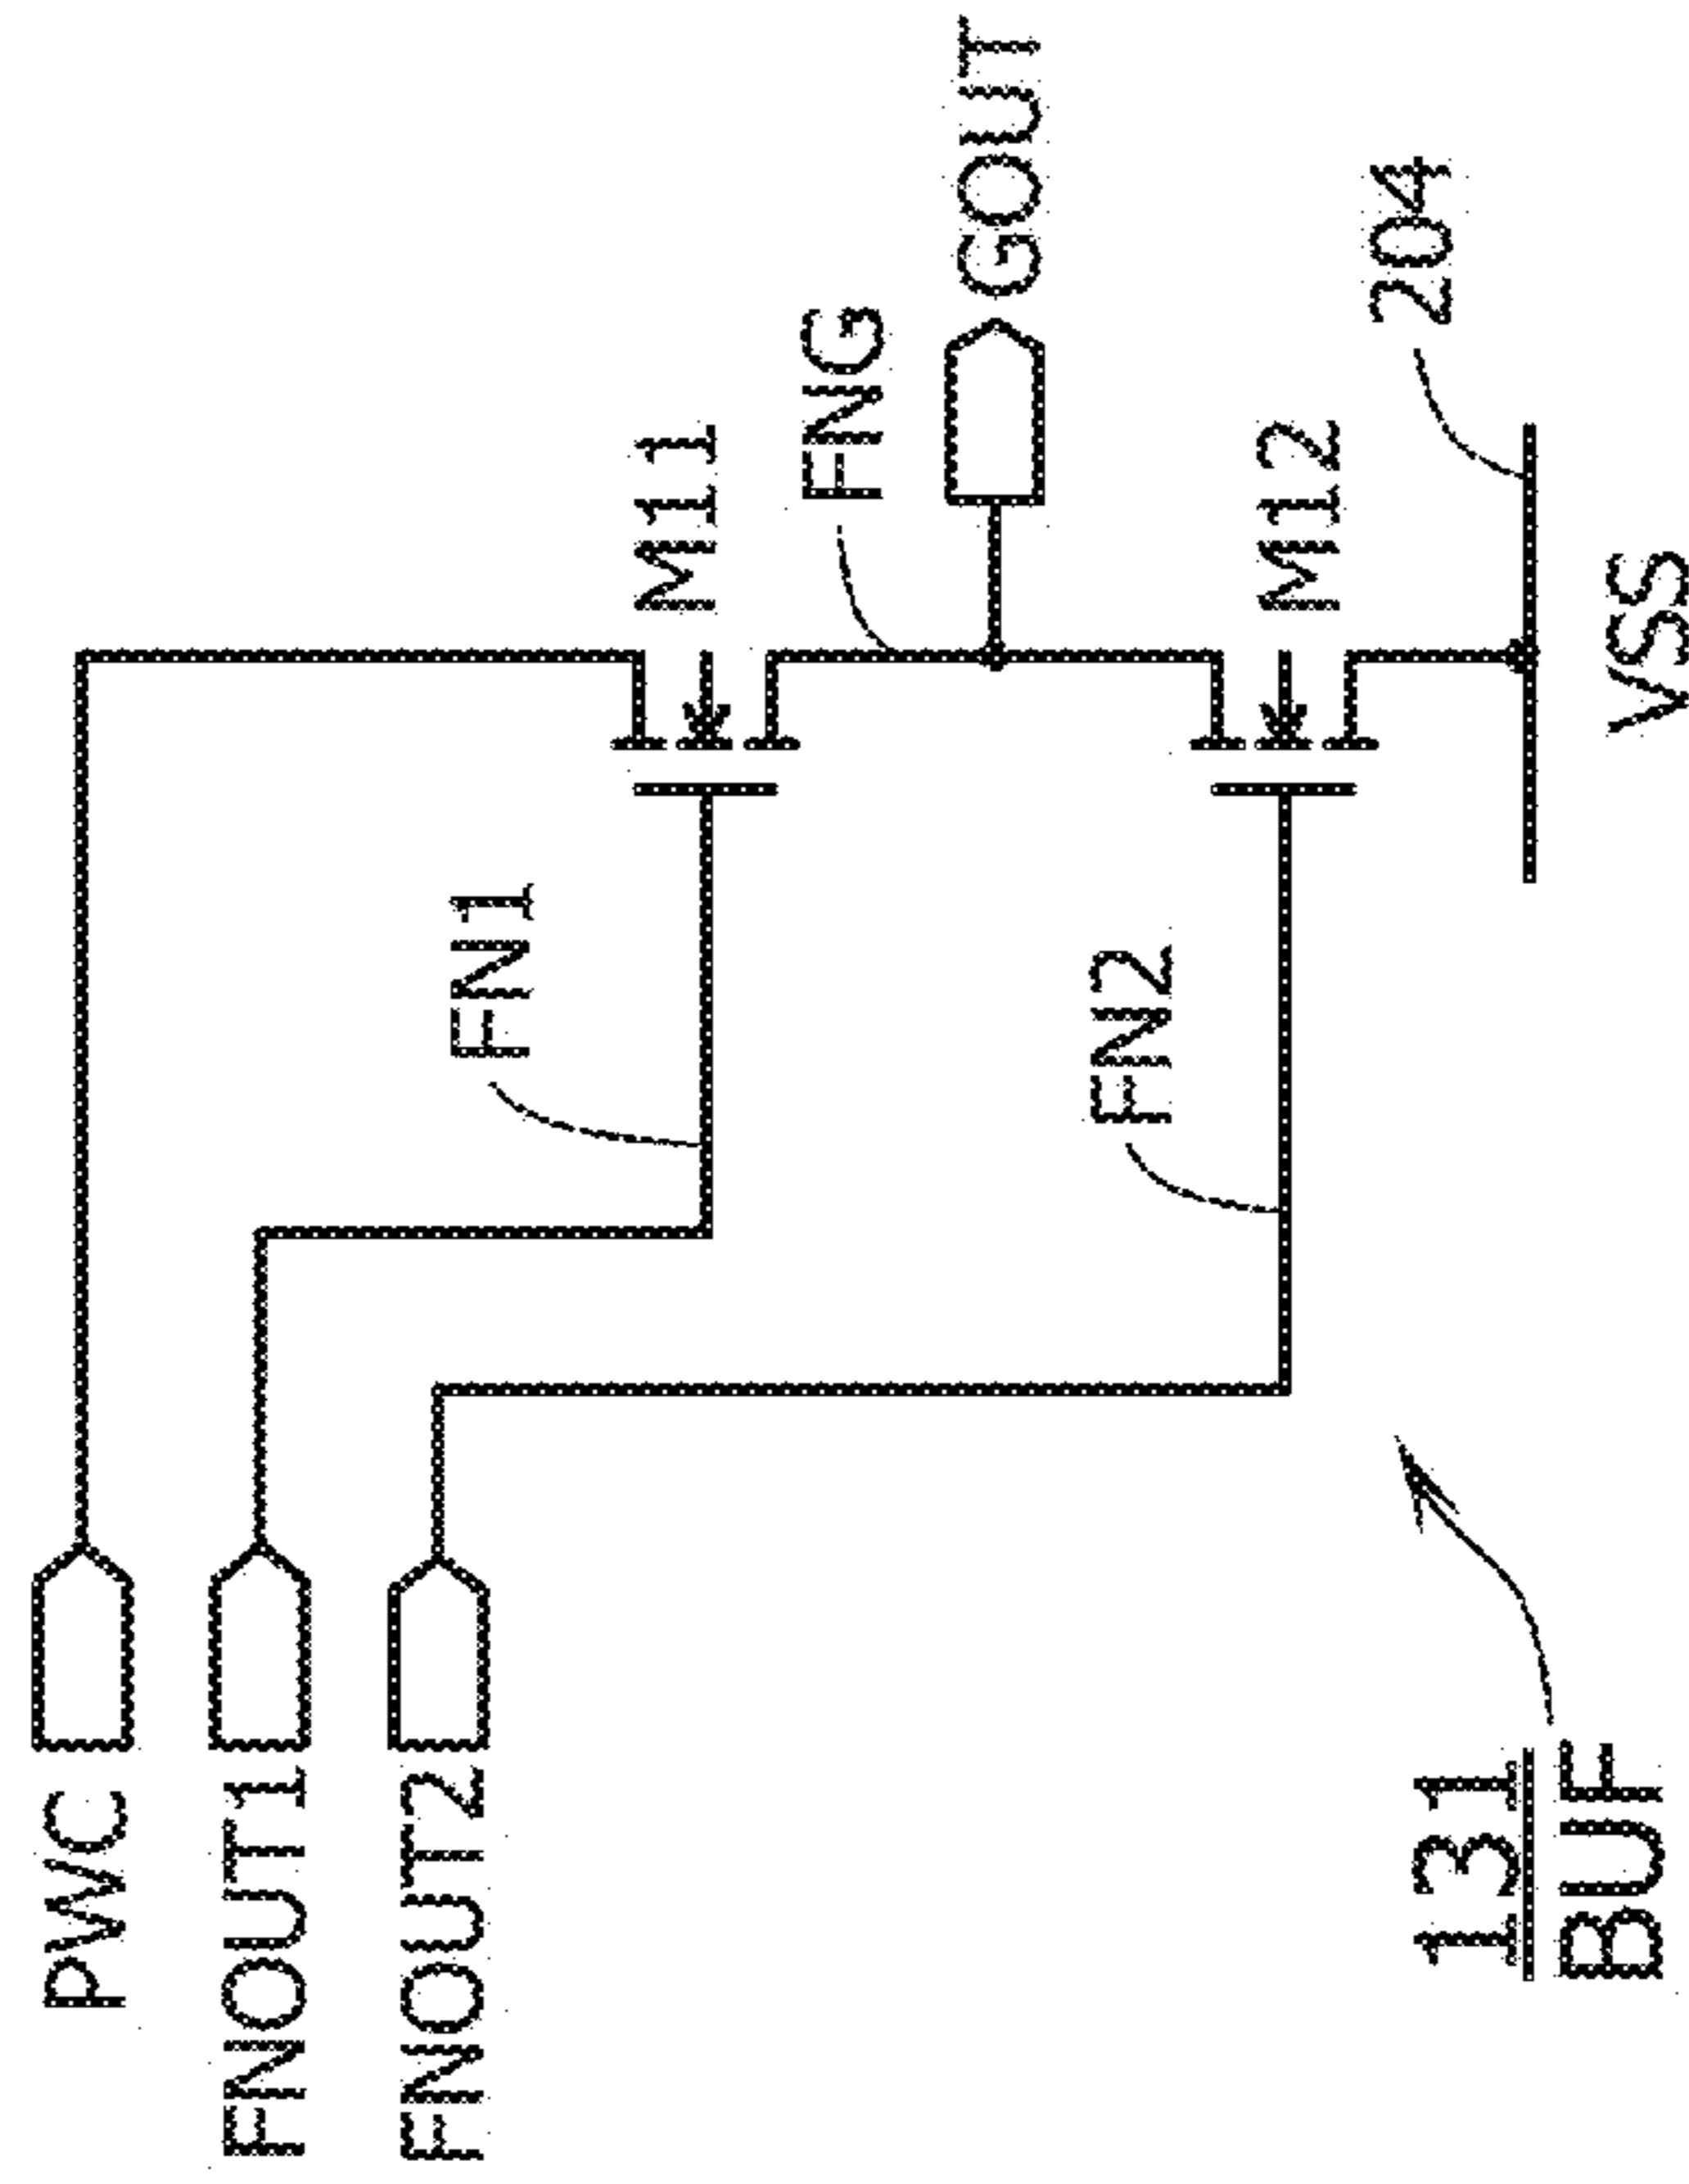 PWC
FNOUT1
FNOUT2
FN1
M11
FNG
GOUT
FN2
M12
204
VSS
131
BUF